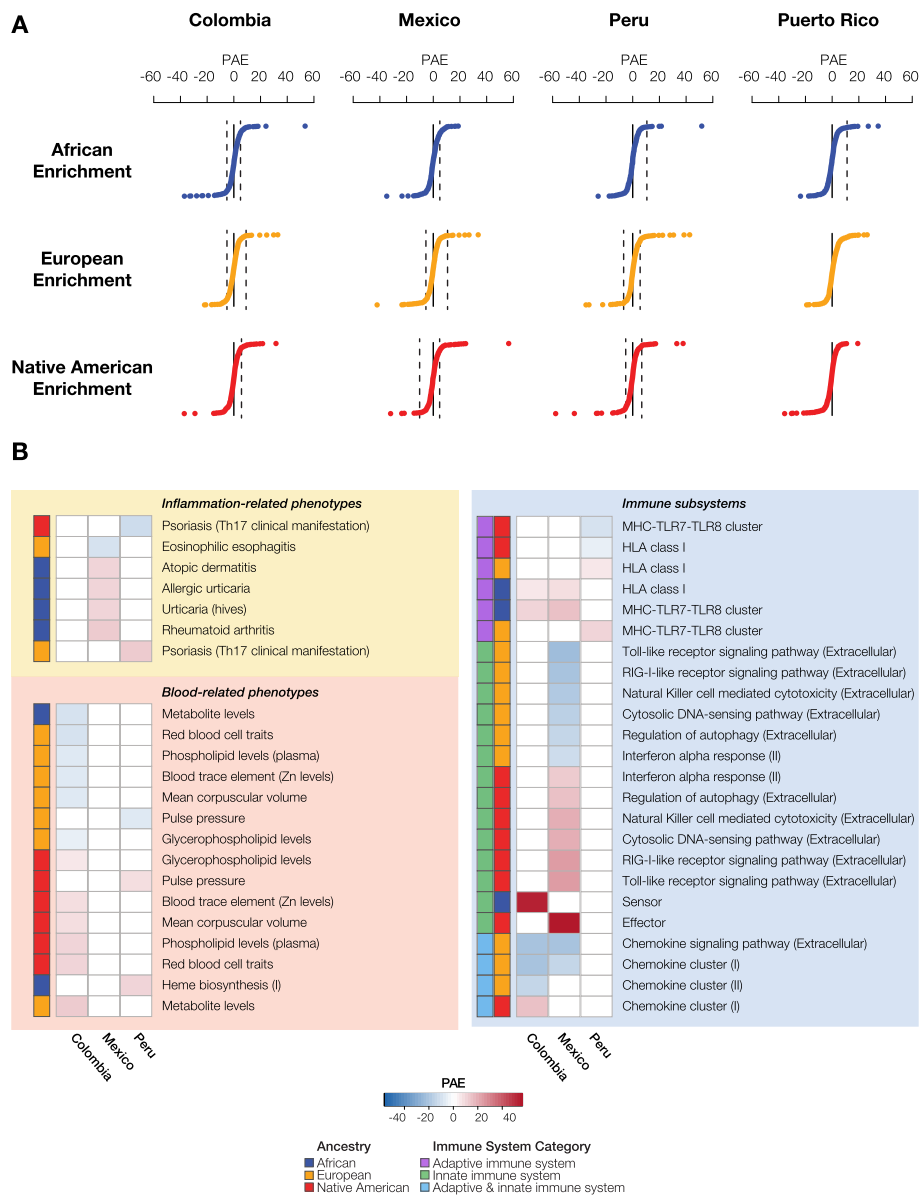 A
Colombia Mexico Peru Puerto Rico
PAE PAE PAE PAE
-60 -20 0 20 60 -60 -20 0 20 60 -60 -20 0 20 60 -60 -20 0 20 60
African
Enrichment
European
Enrichment
Native American
Enrichment
B
Inflammation-related phenotypes
Psoriasis (Th17 clinical manifestation)
Eosinophilic esophagitis
Atopic dermatitis
Allergic urticaria
Urticaria (hives)
Rheumatoid arthritis
Psoriasis (Th17 clinical manifestation)
Blood-related phenotypes
Metabolite levels
Red blood cell traits
Phospholipid levels (plasma)
Blood trace element (Zn levels)
Mean corpuscular volume
Pulse pressure
Glycerophospholipid levels
Glycerophospholipid levels
Pulse pressure
Blood trace element (Zn levels)
Mean corpuscular volume
Phospholipid levels (plasma)
Red blood cell traits
Heme biosynthesis (I)
Metabolite levels
Colombia
Mexico
Peru
Immune subsystems
MHC-TLR7-TLR8 cluster
HLA class I
HLA class I
HLA class I
MHC-TLR7-TLR8 cluster
MHC-TLR7-TLR8 cluster
Toll-like receptor signaling pathway (Extracellular)
RIG-I-like receptor signaling pathway (Extracellular)
Natural Killer cell mediated cytotoxicity (Extracellular)
Cytosolic DNA-sensing pathway (Extracellular)
Regulation of autophagy (Extracellular)
Interferon alpha response (II)
Interferon alpha response (II)
Regulation of autophagy (Extracellular)
Natural Killer cell mediated cytotoxicity (Extracellular)
Cytosolic DNA-sensing pathway (Extracellular)
RIG-I-like receptor signaling pathway (Extracellular)
Toll-like receptor signaling pathway (Extracellular)
Sensor
Effector
Chemokine signaling pathway (Extracellular)
Chemokine cluster (I)
Chemokine cluster (II)
Chemokine cluster (I)
Colombia
Mexico
Peru
PAE
-40 -20 0 20 40
Ancestry
African
European
Native American
Immune System Category
Adaptive immune system
Innate immune system
Adaptive & innate immune system